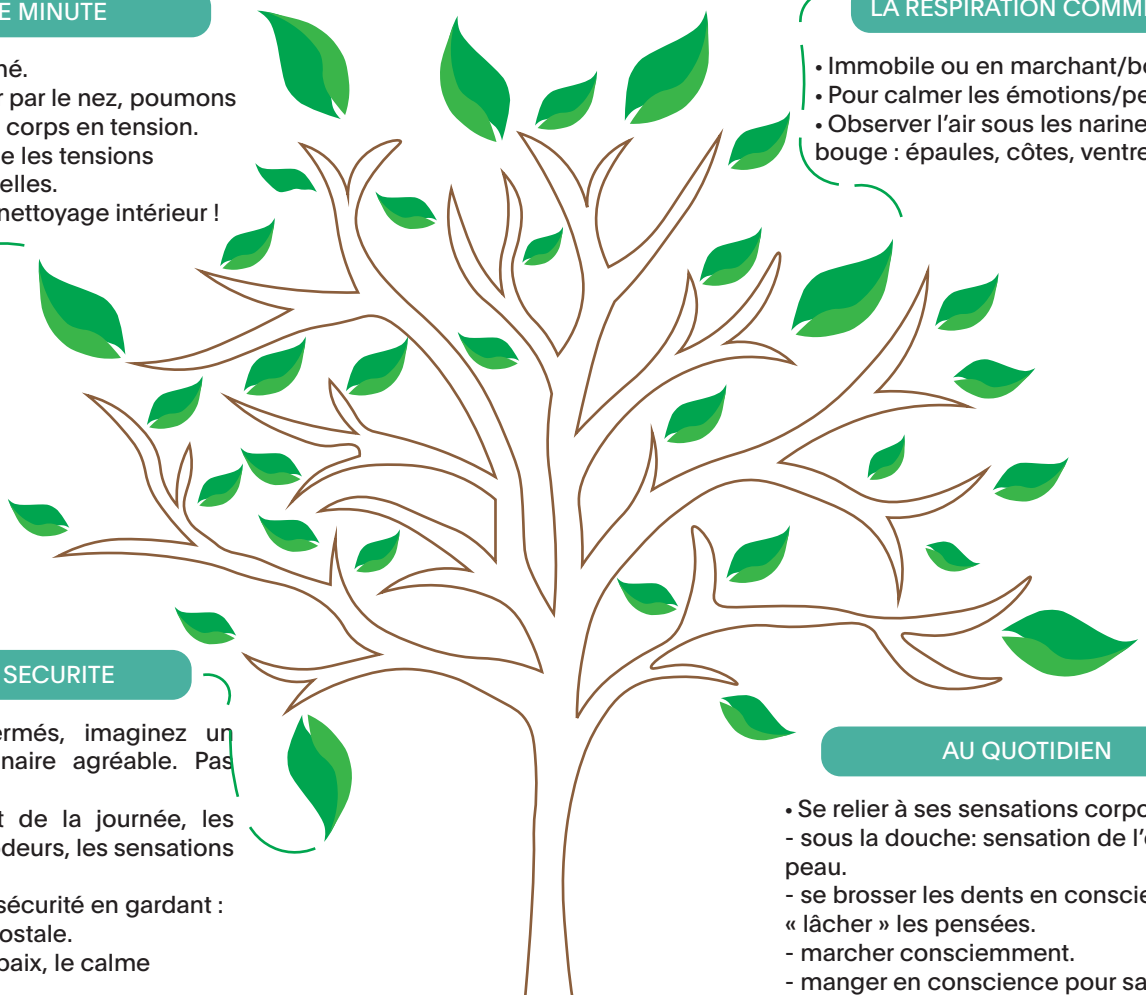 E MINUTE
né.
r par le nez, poumons
corps en tension.
e les tensions
elles.
nettoyage intérieur !
LA RESPIRATION COMM
• Immobile ou en marchant/b
• Pour calmer les émotions/pe
• Observer l’air sous les narine
bouge : épaules, côtes, ventre
SECURITE
ermés, imaginez un
naire agréable. Pas
t de la journée, les
deurs, les sensations
sécurité en gardant :
ostale.
paix, le calme
AU QUOTIDIEN
• Se relier à ses sensations corpo
- sous la douche: sensation de l’
peau.
- se brosser les dents en conscie
« lâcher » les pensées.
- marcher consciemment.
- manger en conscience pour sa